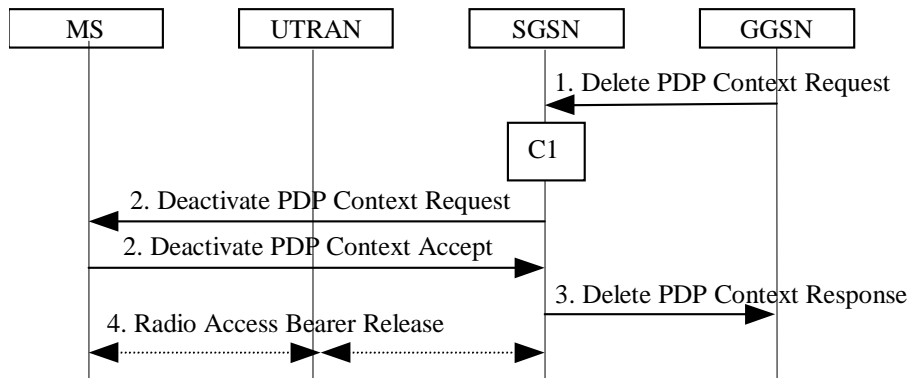 MS
UTRAN
SGSN
GGSN
1. Delete PDP Context Request
C1
2. Deactivate PDP Context Request
2. Deactivate PDP Context Accept
3. Delete PDP Context Response
4. Radio Access Bearer Release